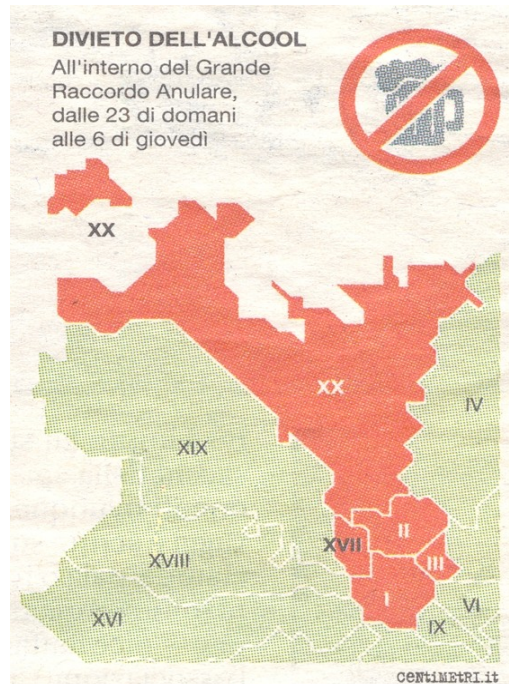 DIVIETO DELL'ALCOOL
All'interno del Grande
Raccordo Anulare,
dalle 23 di domani
alle 6 di giovedì
XX
XX
IV
XIX
II
XVII
III
XVIII
I
VI
XVI
IX
CENTIMETRI.it